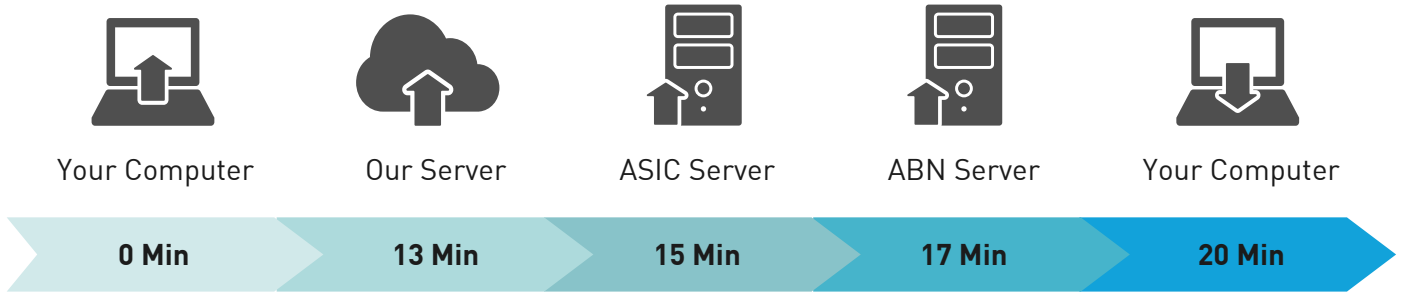 Your Computer
Our Server
ASIC Server
ABN Server
Your Computer
0 Min
13 Min
15 Min
17 Min
20 Min